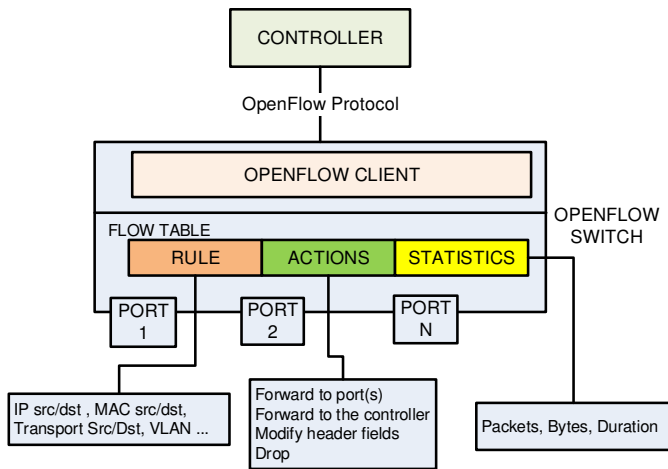 CONTROLLER
OpenFlow Protocol
OPENFLOW CLIENT
OPENFLOW
SWITCH
FLOW TABLE
RULE
ACTIONS
STATISTICS
PORT
1
PORT
2
PORT
N
IP src/dst , MAC src/dst,
Transport Src/Dst, VLAN ...
Forward to port(s)
Forward to the controller
Modify header fields
Drop
Packets, Bytes, Duration